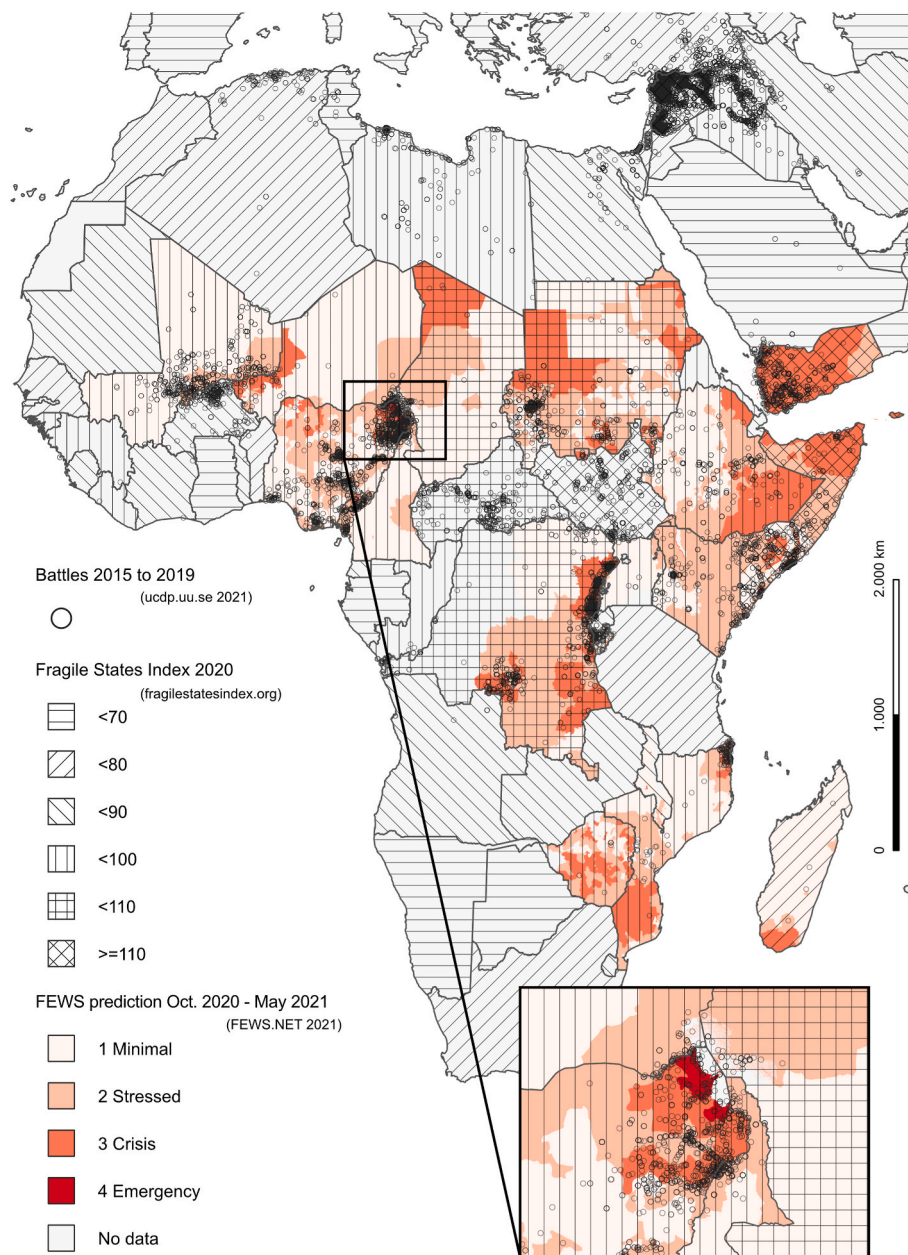 Battles 2015 to 2019
(ucdp.uu.se 2021)
Fragile States Index 2020
(fragilestatesindex.org)
<70
<80
<90
<100
<110
>=110
FEWS prediction Oct. 2020 - May 2021
(FEWS.NET 2021)
1 Minimal
2 Stressed
3 Crisis
4 Emergency
No data
2.000 km
1.000
0